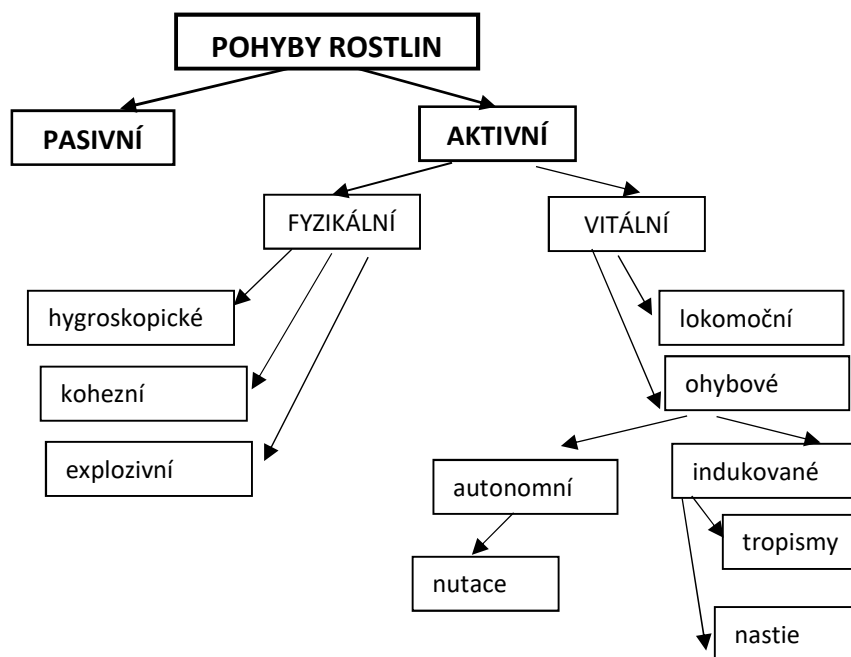 POHYBY ROSTLIN
PASIVNÍ
AKTIVNÍ
FYZIKÁLNÍ
VITÁLNÍ
hygroskopické
lokomoční
kohezní
ohybové
explozivní
autonomní
indukované
tropismy
nutace
nastie